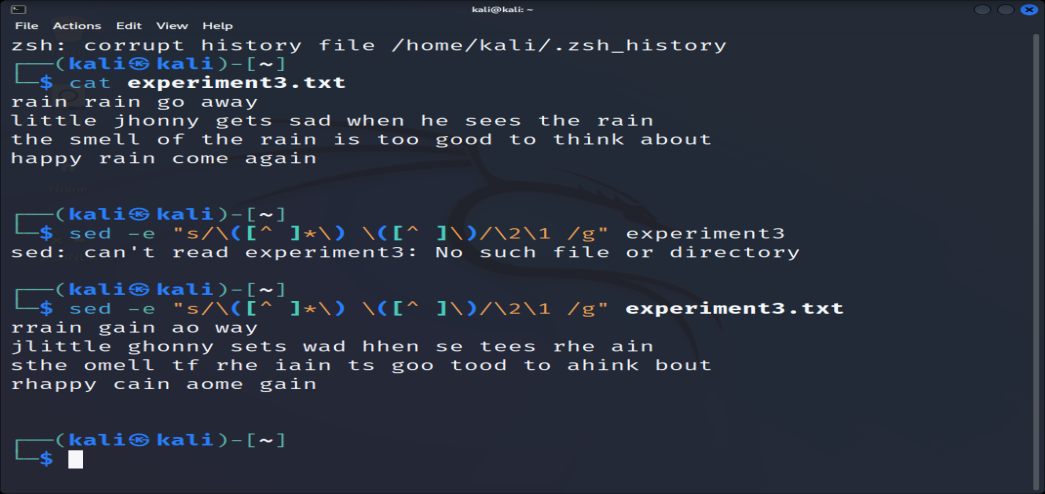 kali@kali: ~
File Actions Edit View Help
zsh: corrupt history file /home/kali/.zsh_history
┌──(kali㉿kali)-[~]
└─$ cat experiment3.txt
rain rain go away
little jhonny gets sad when he sees the rain
the smell of the rain is too good to think about
happy rain come again
┌──(kali㉿kali)-[~]
└─$ sed -e "s/\([^ ]*\) \([^ ]\)/\2\1 /g" experiment3
sed: can't read experiment3: No such file or directory
┌──(kali㉿kali)-[~]
└─$ sed -e "s/\([^ ]*\) \([^ ]\)/\2\1 /g" experiment3.txt
rrain gain ao way
jlittle ghonny sets wad hhen se tees rhe ain
sthe omell tf rhe iain ts goo tood to ahink bout
rhappy cain aome gain
┌──(kali㉿kali)-[~]
└─$